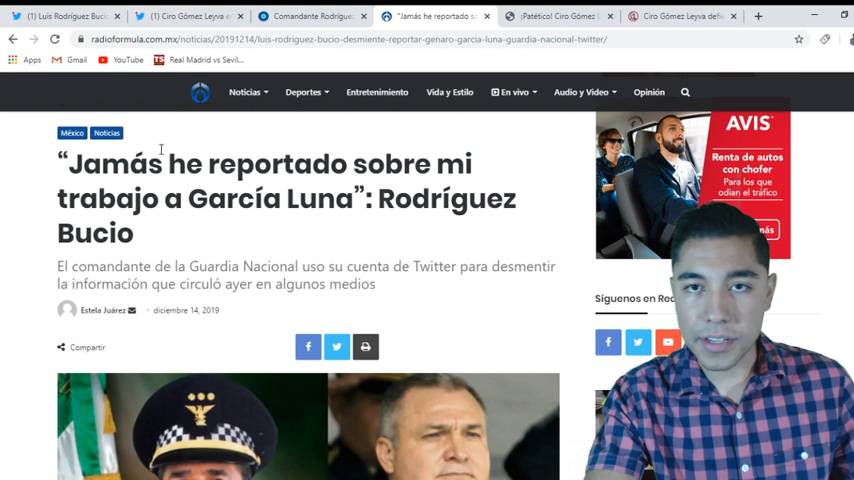 (1) Luis Rodríguez Bucio
(1) Ciro Gómez Leyva en
Comandante Rodríguez
"Jamás he reportado so
¡Patético! Ciro Gómez L
Ciro Gómez Leyva defie
radioformula.com.mx/noticias/20191214/luis-rodriguez-bucio-desmiente-reportar-genaro-garcia-luna-guardia-nacional-twitter/
Apps Gmail YouTube TS Real Madrid vs Sevil...
Noticias Deportes Entretenimiento Vida y Estilo En vivo Audio y Video Opinión
México Noticias
“Jamás he reportado sobre mi
trabajo a García Luna”: Rodríguez
Bucio
El comandante de la Guardia Nacional uso su cuenta de Twitter para desmentir
la información que circuló ayer en algunos medios
Estela Juárez - diciembre 14, 2019
Compartir
AVIS
Renta de autos
con chofer
Para los que
odian el tráfico
Síguenos en Red